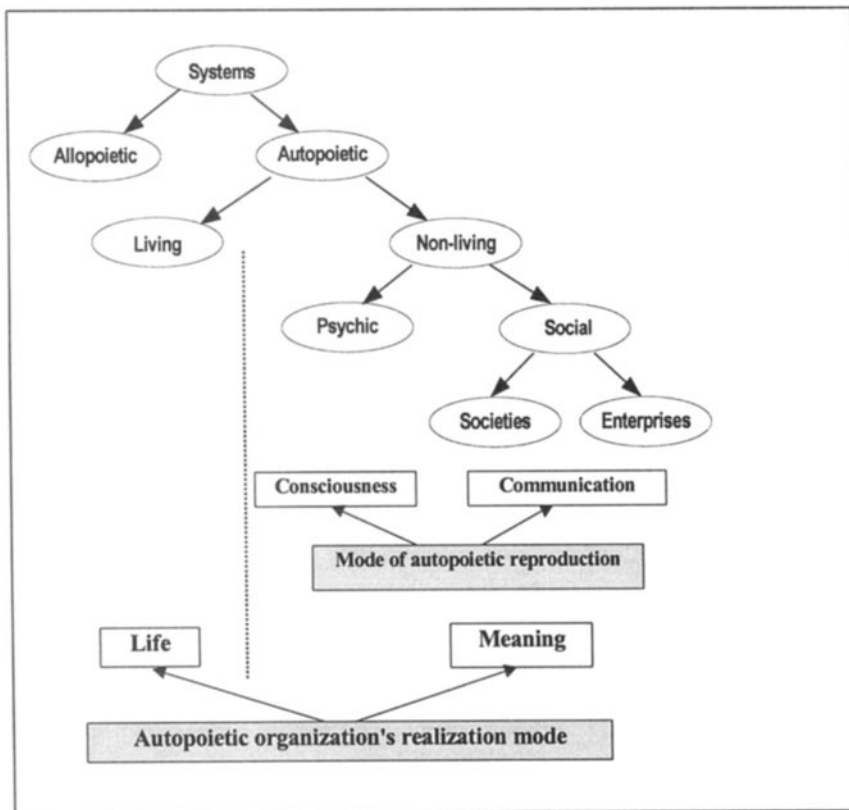 Systems
Allopoietic
Autopoietic
Living
Non-living
Psychic
Social
Societies
Enterprises
Consciousness
Communication
Mode of autopoietic reproduction
Life
Meaning
Autopoietic organization's realization mode